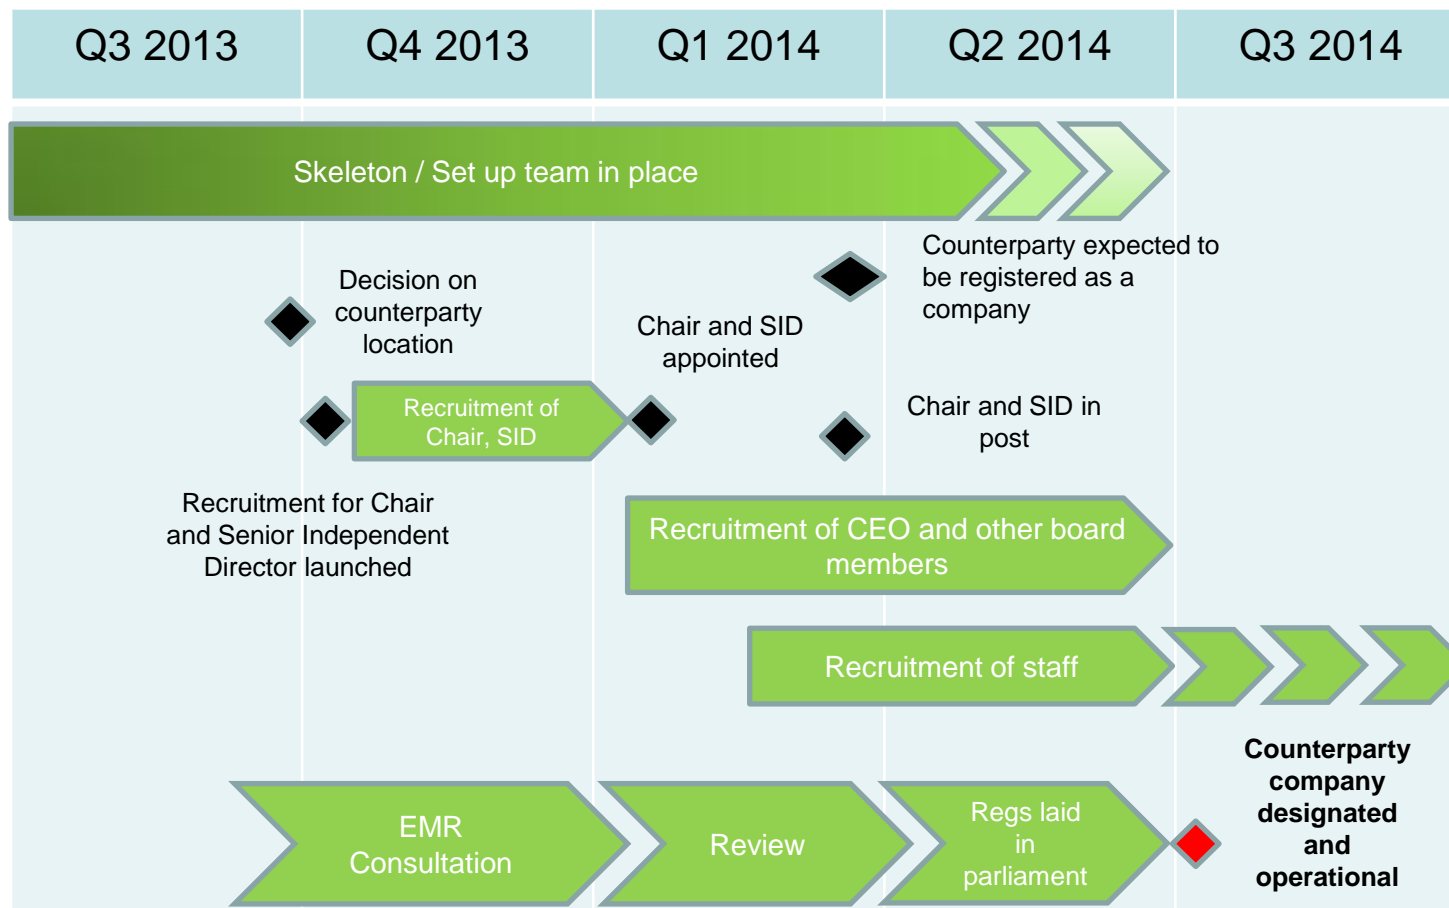 Q3 2013
Q4 2013
Q1 2014
Q2 2014
Q3 2014
Skeleton / Set up team in place
Counterparty expected to
be registered as a
company
Decision on
counterparty
location
Chair and SID
appointed
Recruitment of
Chair, SID
Chair and SID in
post
Recruitment for Chair
and Senior Independent
Director launched
Recruitment of CEO and other board
members
Recruitment of staff
EMR
Consultation
Review
Regs laid
in
parliament
Counterparty
company
designated
and
operational